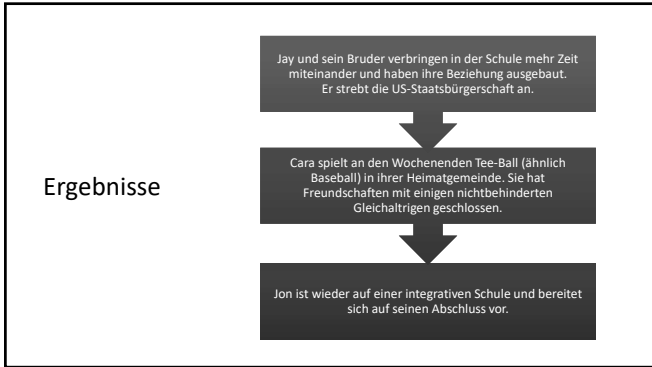 Ergebnisse
Jay und sein Bruder verbringen in der Schule mehr Zeit
miteinander und haben ihre Beziehung ausgebaut.
Er strebt die US-Staatsbürgerschaft an.
Cara spielt an den Wochenenden Tee-Ball (ähnlich
Baseball) in ihrer Heimatgemeinde. Sie hat
Freundschaften mit einigen nichtbehinderten
Gleichaltrigen geschlossen.
Jon ist wieder auf einer integrativen Schule und bereitet
sich auf seinen Abschluss vor.